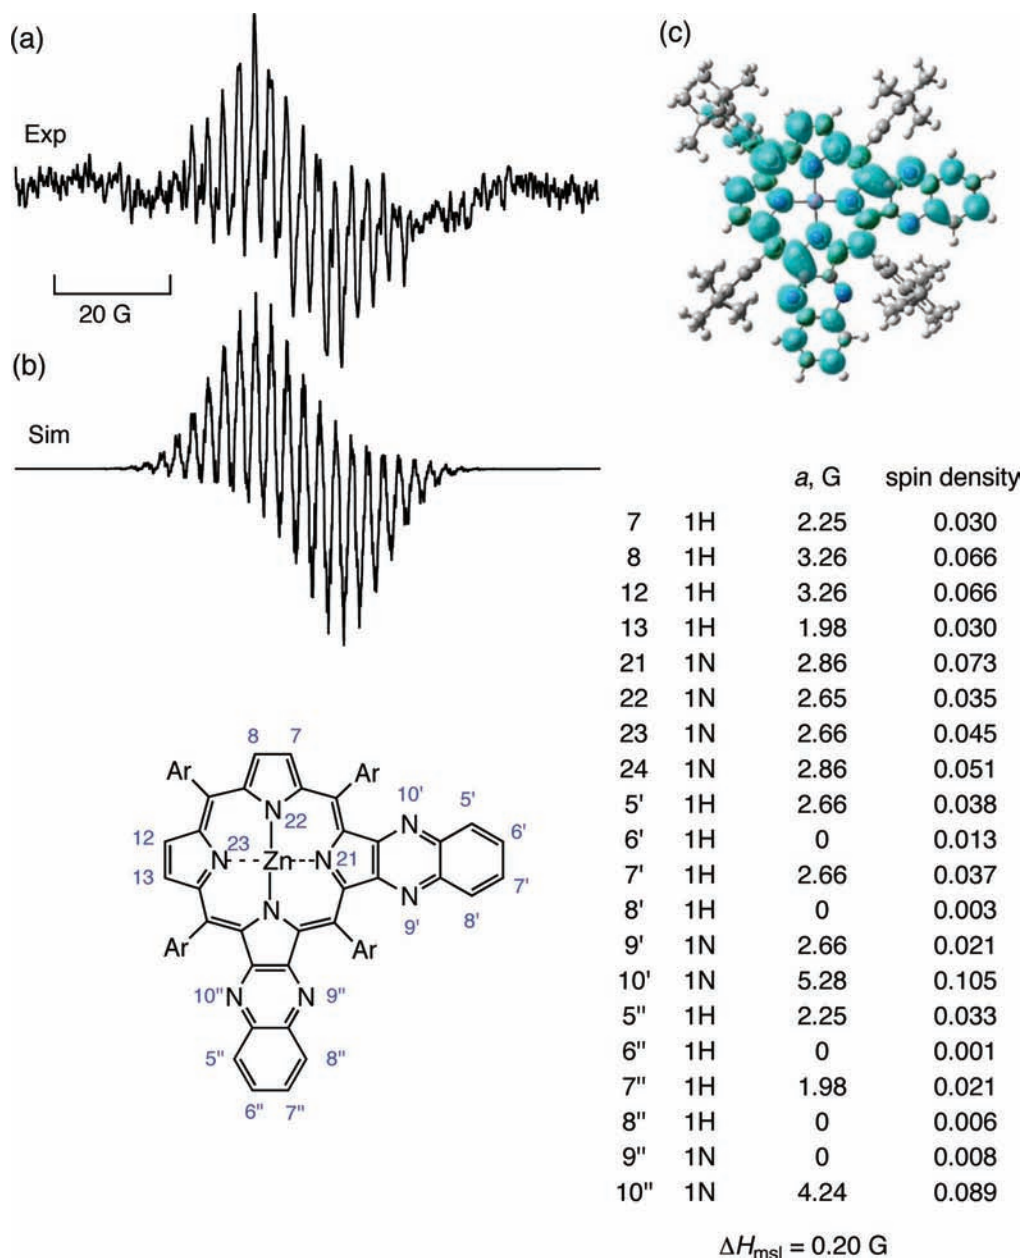 (a)
Exp
20 G
(b)
Sim
(c)
a, G spin density
7 1H 2.25 0.030
8 1H 3.26 0.066
12 1H 3.26 0.066
13 1H 1.98 0.030
21 1N 2.86 0.073
22 1N 2.65 0.035
23 1N 2.66 0.045
24 1N 2.86 0.051
5' 1H 2.66 0.038
6' 1H 0 0.013
7' 1H 2.66 0.037
8' 1H 0 0.003
9' 1N 2.66 0.021
10' 1N 5.28 0.105
5" 1H 2.25 0.033
6" 1H 0 0.001
7" 1H 1.98 0.021
8" 1H 0 0.006
9" 1N 0 0.008
10" 1N 4.24 0.089
ΔHmsl = 0.20 G
8 7
Ar Ar
10' 5'
N 22 N 6'
12 23 N Zn N 21
13 7'
N N 8'
9'
Ar Ar
10" N N 9"
5" 8"
6" 7"